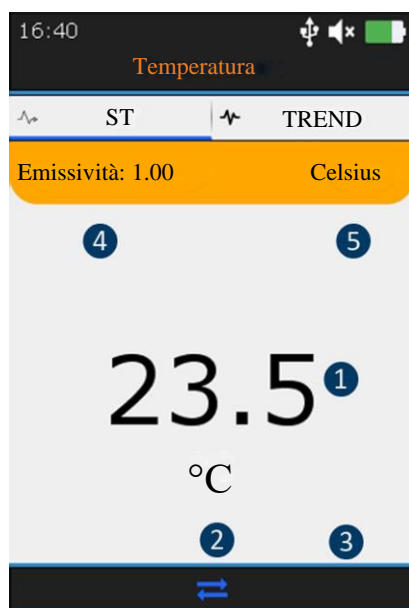 16:40
Temperatura
ST TREND
Emissività: 1.00 Celsius
4 5
23.5 1
°C
2 3